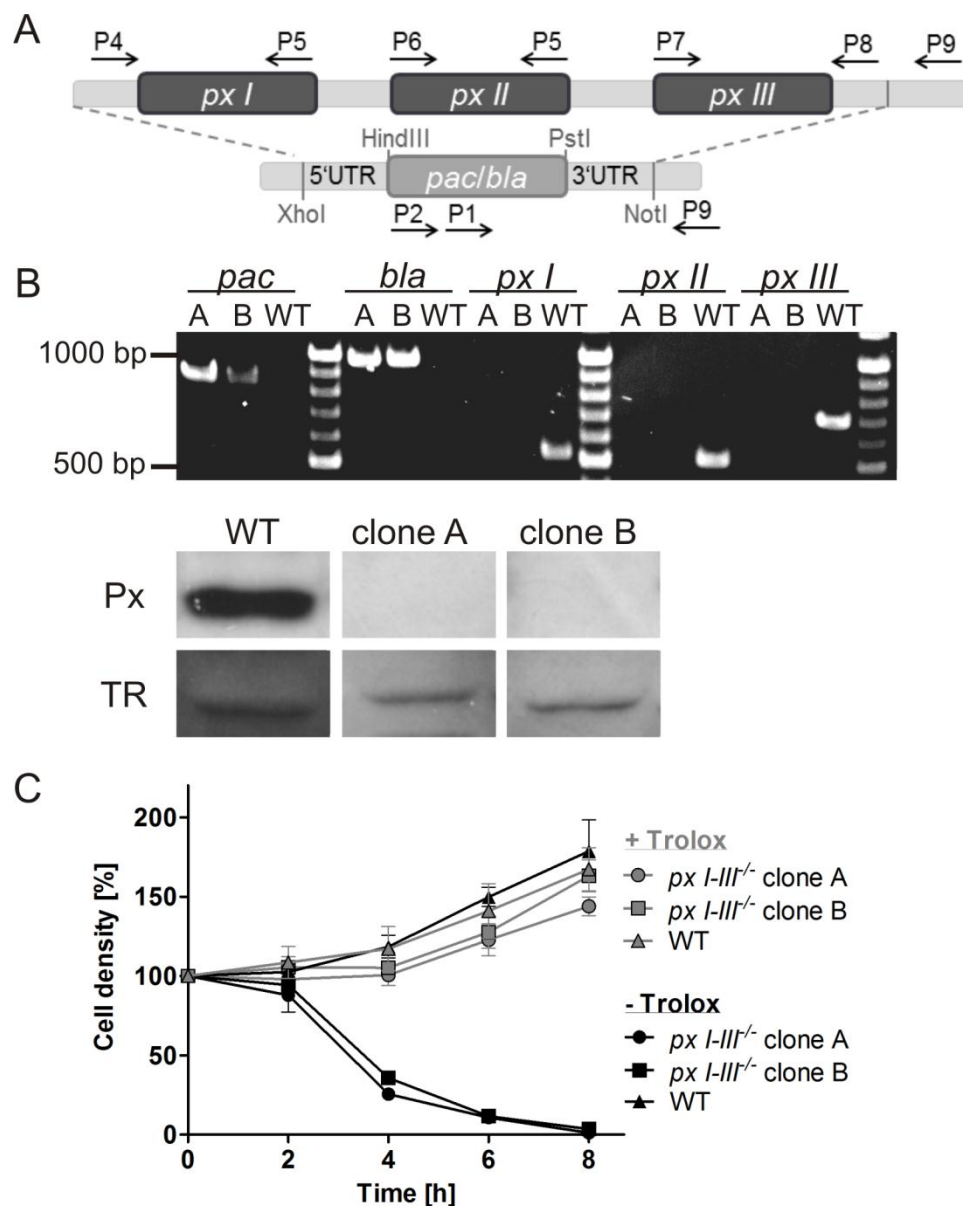 A
P4 P5 P6 P5 P7 P8 P9
px I px II px III
HindIII PstI
5'UTR pac/bla 3'UTR
XhoI P2 P1 NotI P9
B
pac bla px I px II px III
A B WT A B WT A B WT A B WT A B WT
1000 bp
500 bp
WT clone A clone B
Px
TR
C
Cell density [%]
200
150
100
50
0
0 2 4 6 8
Time [h]
+ Trolox
px I-III-/- clone A
px I-III-/- clone B
WT
- Trolox
px I-III-/- clone A
px I-III-/- clone B
WT